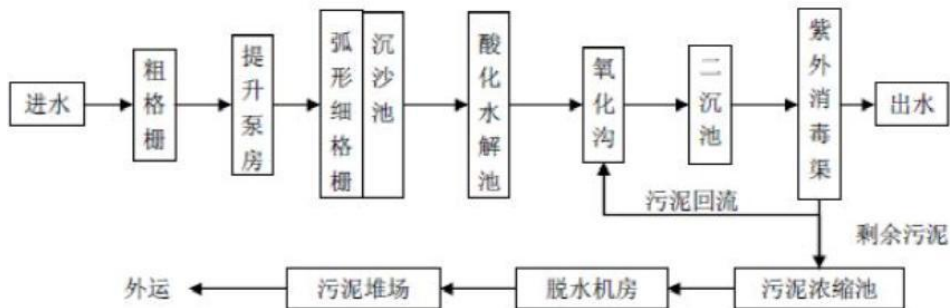 进水
粗格栅
提升泵房
弧形细格栅
沉沙池
酸化水解池
氧化沟
二沉池
紫外消毒渠
出水
污泥回流
剩余污泥
外运
污泥堆场
脱水机房
污泥浓缩池